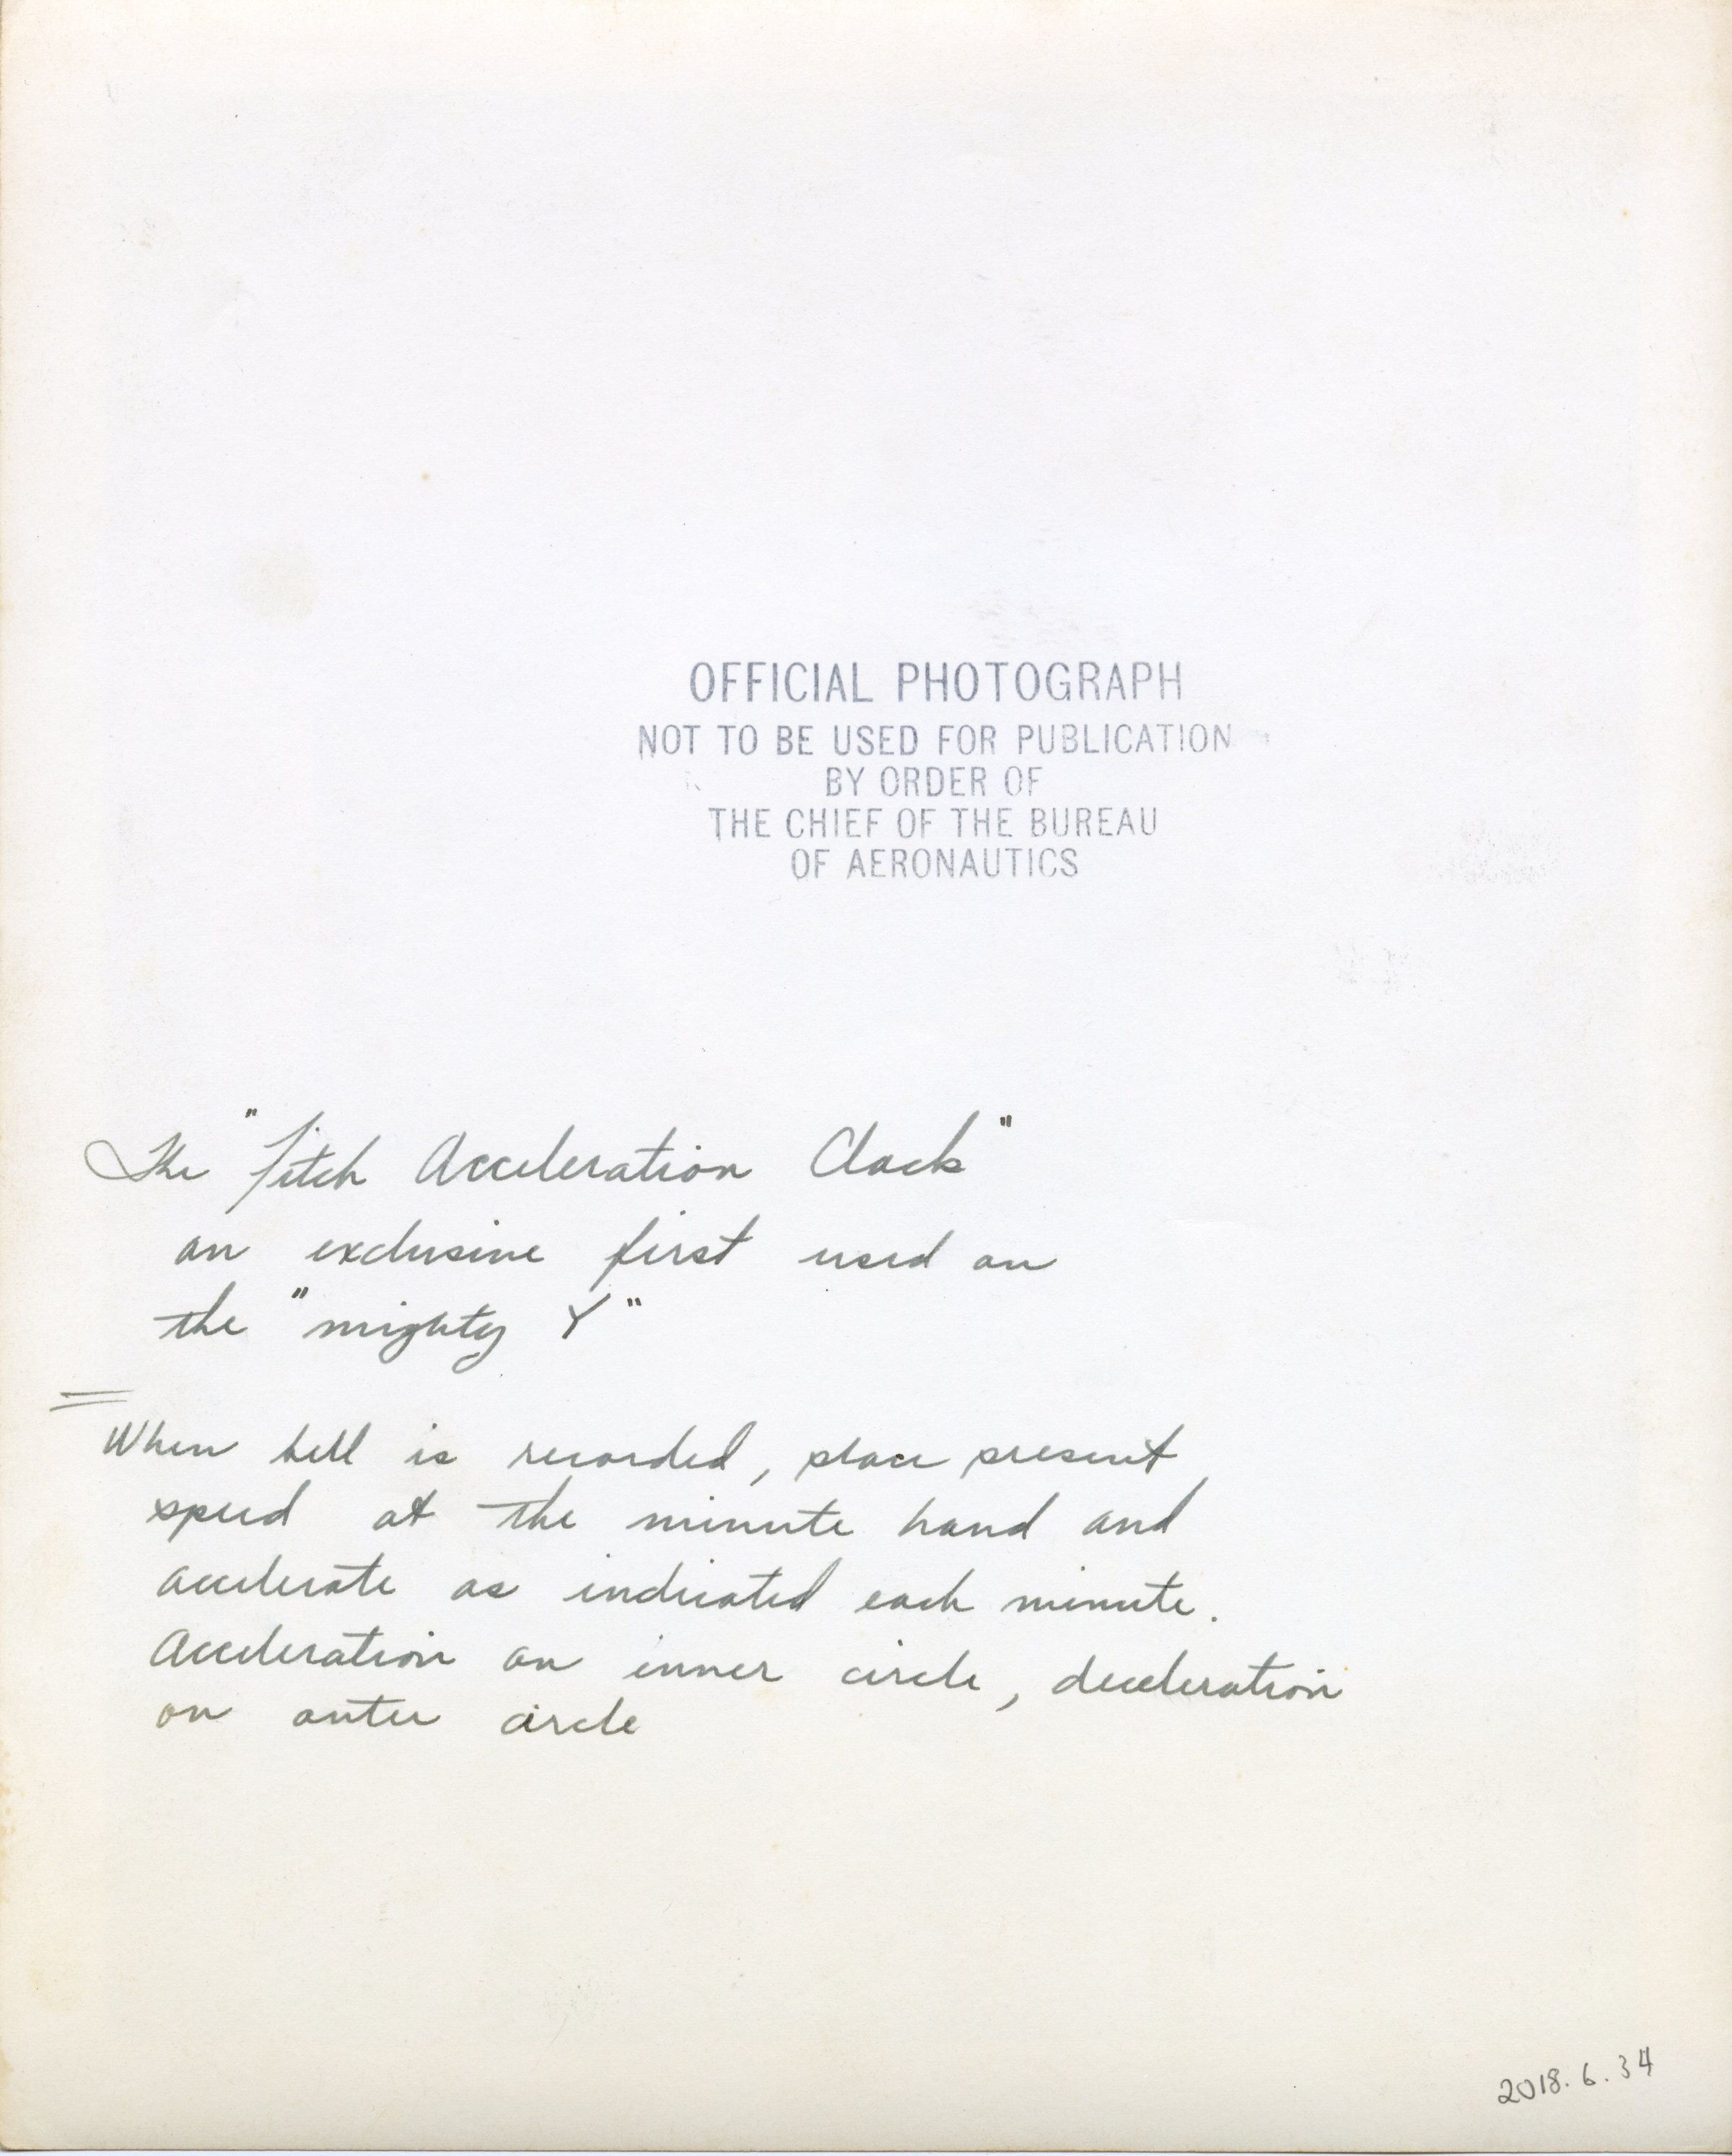 OFFICIAL PHOTOGRAPH
NOT TO BE USED FOR PUBLICATION
BY ORDER OF
THE CHIEF OF THE BUREAU
OF AERONAUTICS
The "Fitch Acceleration Clock"
an exclusive first used on
the "mighty Y"
When bell is recorded, place present
speed at the minute hand and
accelerate as indicated each minute.
Acceleration on inner circle, deceleration
on outer circle
2018.6.34